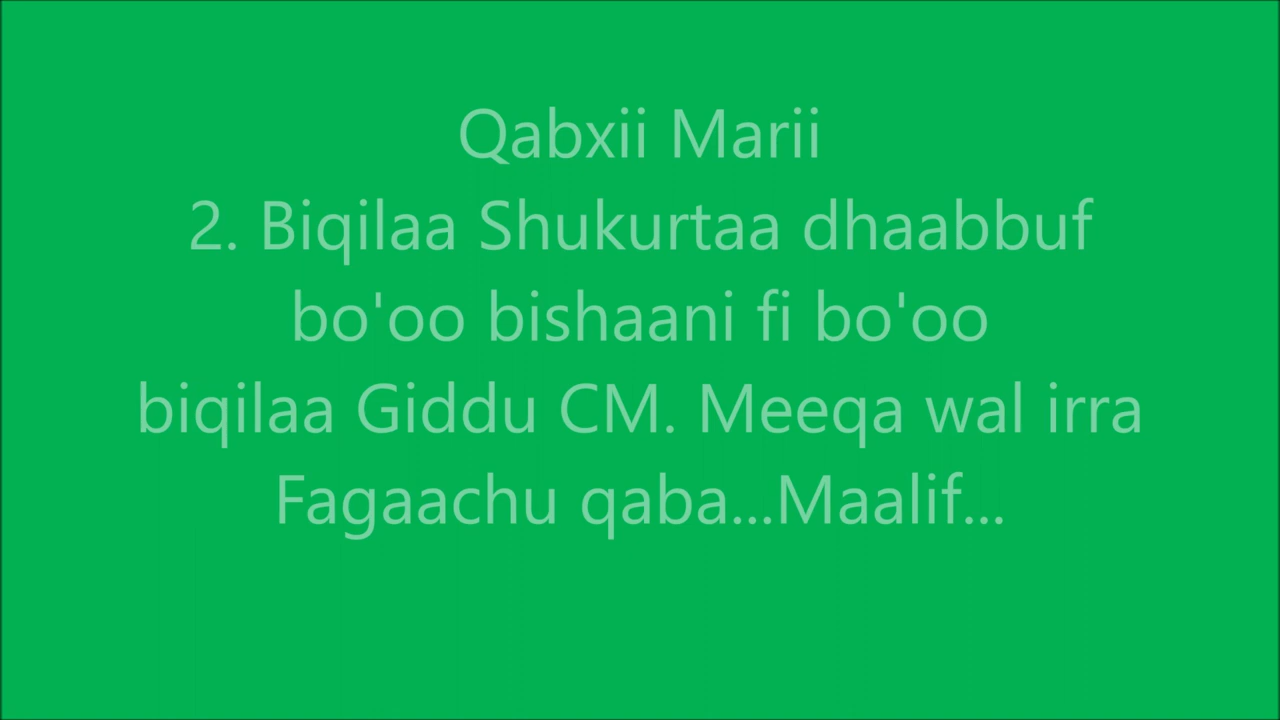 Qabxii Marii
2. Biqilaa Shukurtaa dhaabbuf
bo'oo bishaani fi bo'oo
biqilaa Giddu CM. Meeqa wal irra
Fagaachu qaba...Maalif...